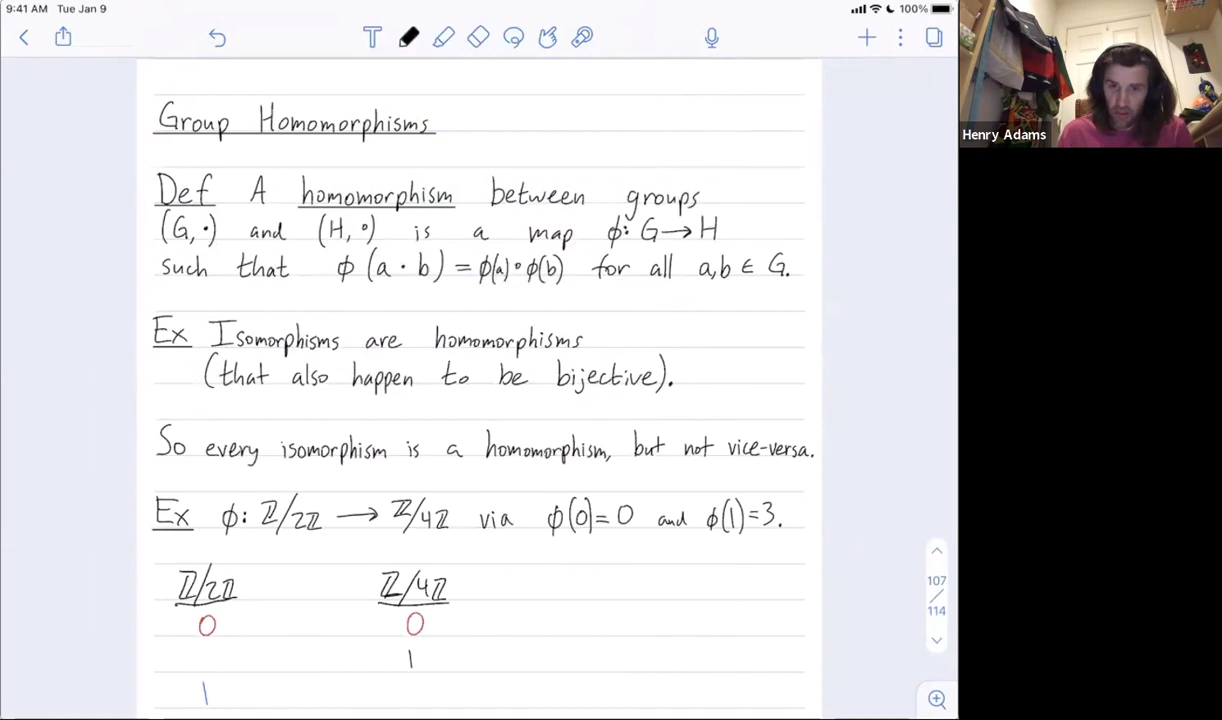 9:41 AM Tue Jan 9
100%
Group Homomorphisms
Def A homomorphism between groups
(G,·) and (H,∘) is a map ϕ: G→H
such that ϕ(a · b) = ϕ(a)∘ϕ(b) for all a,b ∈ G.
Ex Isomorphisms are homomorphisms
(that also happen to be bijective).
So every isomorphism is a homomorphism, but not vice-versa.
Ex ϕ: ℤ/2ℤ → ℤ/4ℤ via ϕ(0)=0 and ϕ(1)=3.
ℤ/2ℤ ℤ/4ℤ
0 0
1
1
107
/
114
Henry Adams